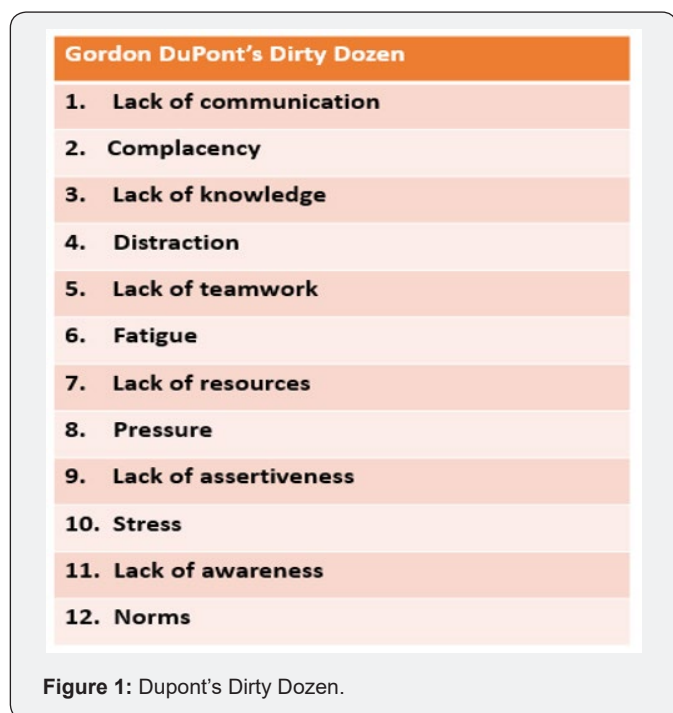 Gordon DuPont’s Dirty Dozen
1. Lack of communication
2. Complacency
3. Lack of knowledge
4. Distraction
5. Lack of teamwork
6. Fatigue
7. Lack of resources
8. Pressure
9. Lack of assertiveness
10. Stress
11. Lack of awareness
12. Norms
Figure 1: Dupont’s Dirty Dozen.